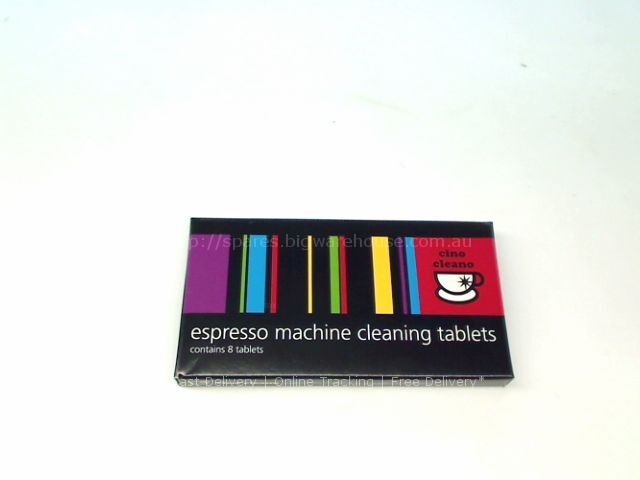 http://spares.bigwarehouse.com.au
cino
cleano
espresso machine cleaning tablets
contains 8 tablets
Fast Delivery | Online Tracking | Free Delivery*